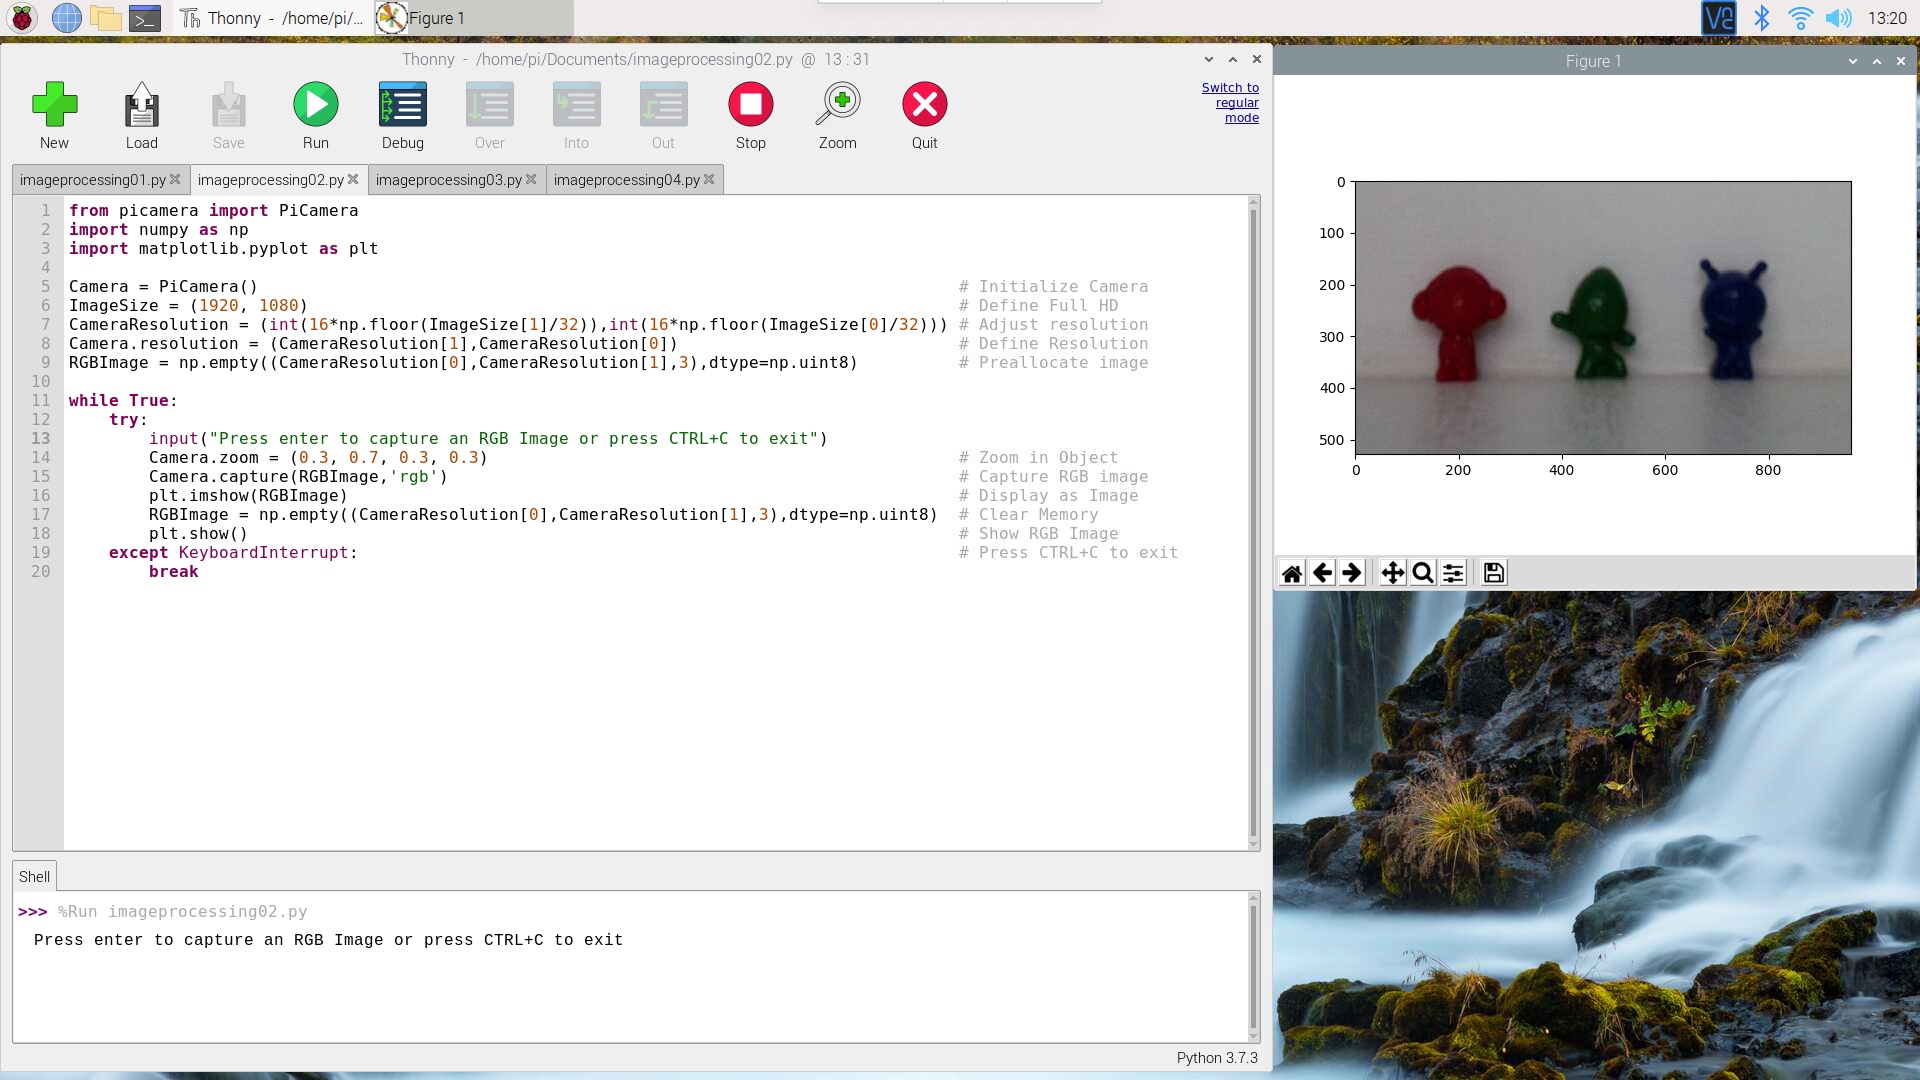 Thonny  -  /home/pi/...
Figure 1
13:20
Thonny  -  /home/pi/Documents/imageprocessing02.py  @  13 : 31
New
Load
Save
Run
Debug
Over
Into
Out
Stop
Zoom
Quit
Switch to
regular
mode
imageprocessing01.py
imageprocessing02.py
imageprocessing03.py
imageprocessing04.py
1 from picamera import PiCamera
2 import numpy as np
3 import matplotlib.pyplot as plt
4
5 Camera = PiCamera() # Initialize Camera
6 ImageSize = (1920, 1080) # Define Full HD
7 CameraResolution = (int(16*np.floor(ImageSize[1]/32)),int(16*np.floor(ImageSize[0]/32))) # Adjust resolution
8 Camera.resolution = (CameraResolution[1],CameraResolution[0]) # Define Resolution
9 RGBImage = np.empty((CameraResolution[0],CameraResolution[1],3),dtype=np.uint8) # Preallocate image
10
11 while True:
12     try:
13         input("Press enter to capture an RGB Image or press CTRL+C to exit")
14         Camera.zoom = (0.3, 0.7, 0.3, 0.3) # Zoom in Object
15         Camera.capture(RGBImage,'rgb') # Capture RGB image
16         plt.imshow(RGBImage) # Display as Image
17         RGBImage = np.empty((CameraResolution[0],CameraResolution[1],3),dtype=np.uint8) # Clear Memory
18         plt.show() # Show RGB Image
19     except KeyboardInterrupt: # Press CTRL+C to exit
20         break
Shell
>>> %Run imageprocessing02.py
Press enter to capture an RGB Image or press CTRL+C to exit
Python 3.7.3
Figure 1
0
100
200
300
400
500
0 200 400 600 800